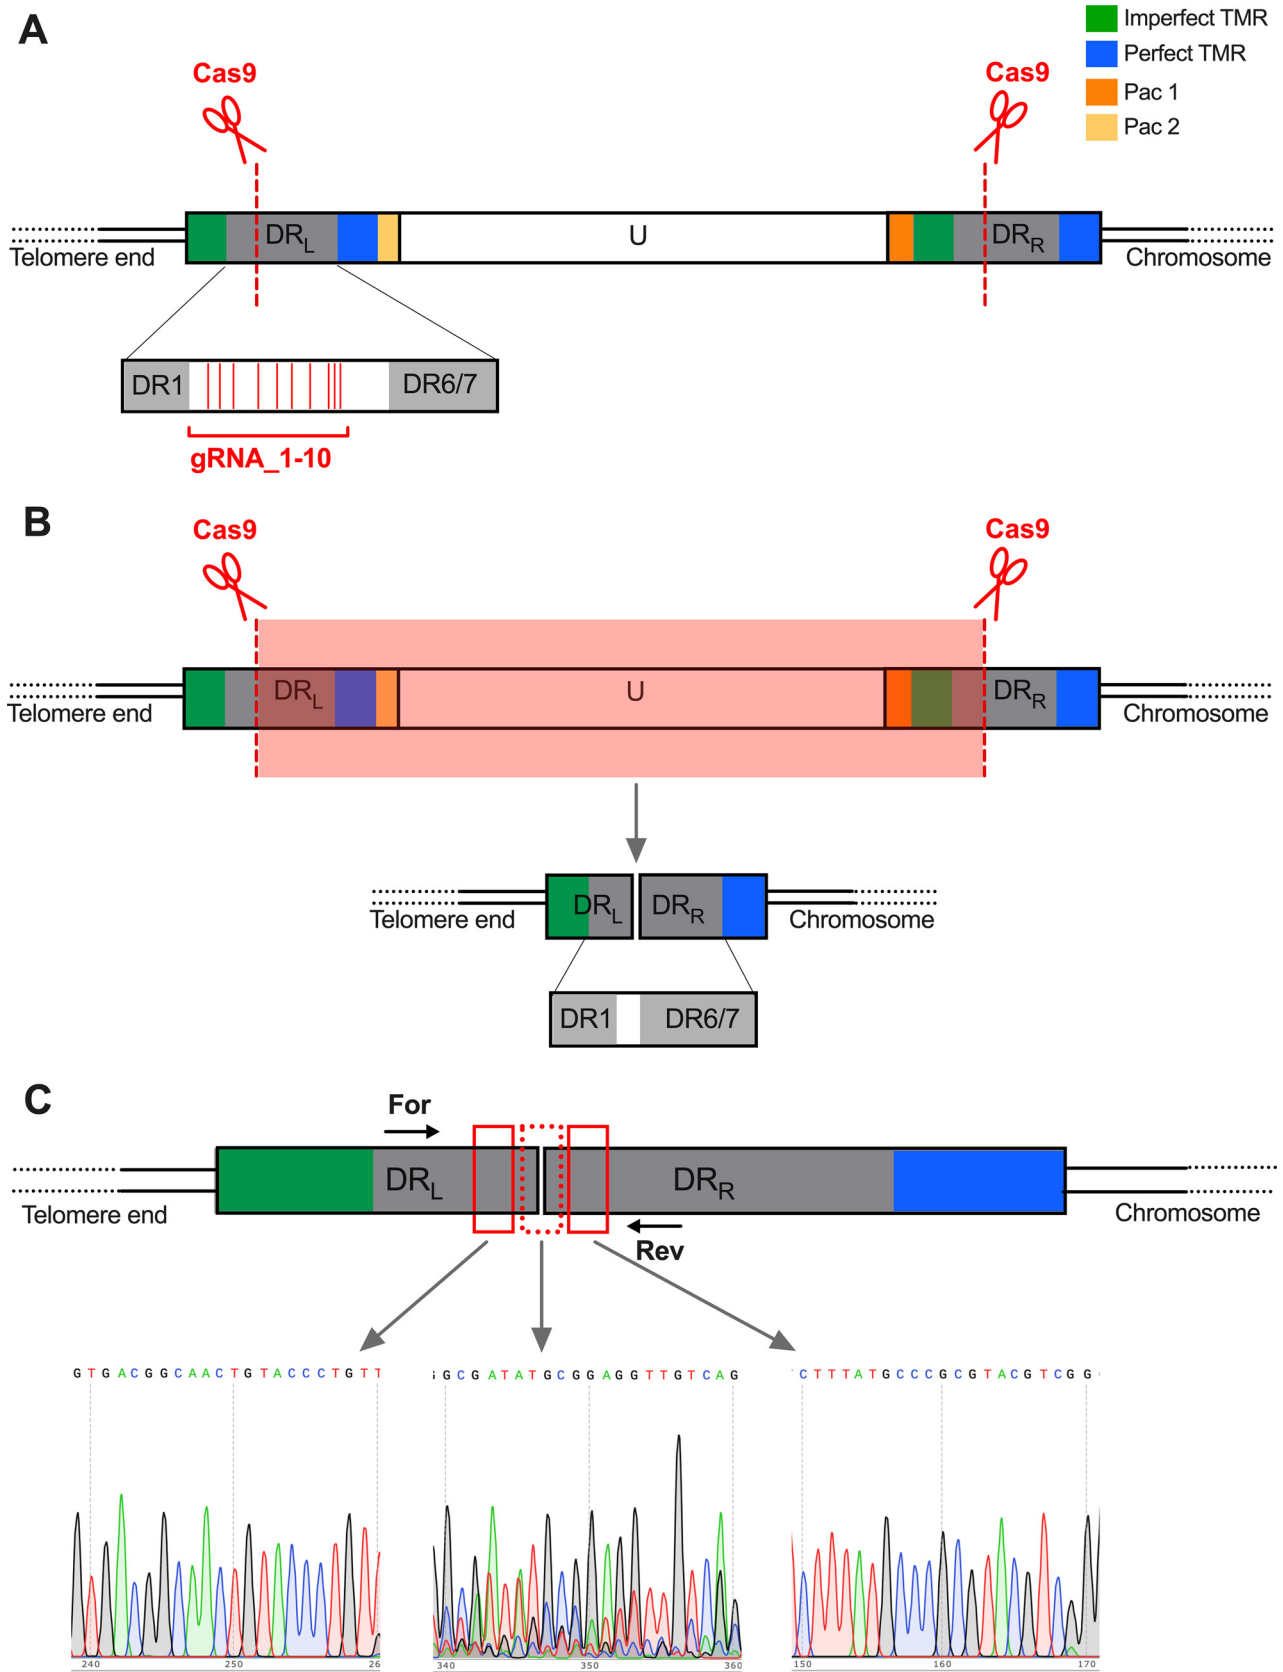 A
Imperfect TMR
Perfect TMR
Pac 1
Pac 2
Cas9
Cas9
DRL
U
DRR
Telomere end
Chromosome
DR1
DR6/7
gRNA_1-10
B
Cas9
Cas9
DRL
U
DRR
Telomere end
Chromosome
DRL
DRR
Telomere end
Chromosome
DR1
DR6/7
C
For
DRL
DRR
Telomere end
Chromosome
Rev
GTGACGGCAACTGTACCCTGTT
GCGATATGCGGAGGTTGTCAG
CTTTATGCCCGCGTACGTCGG
240 250 26
340 350 360
150 160 170